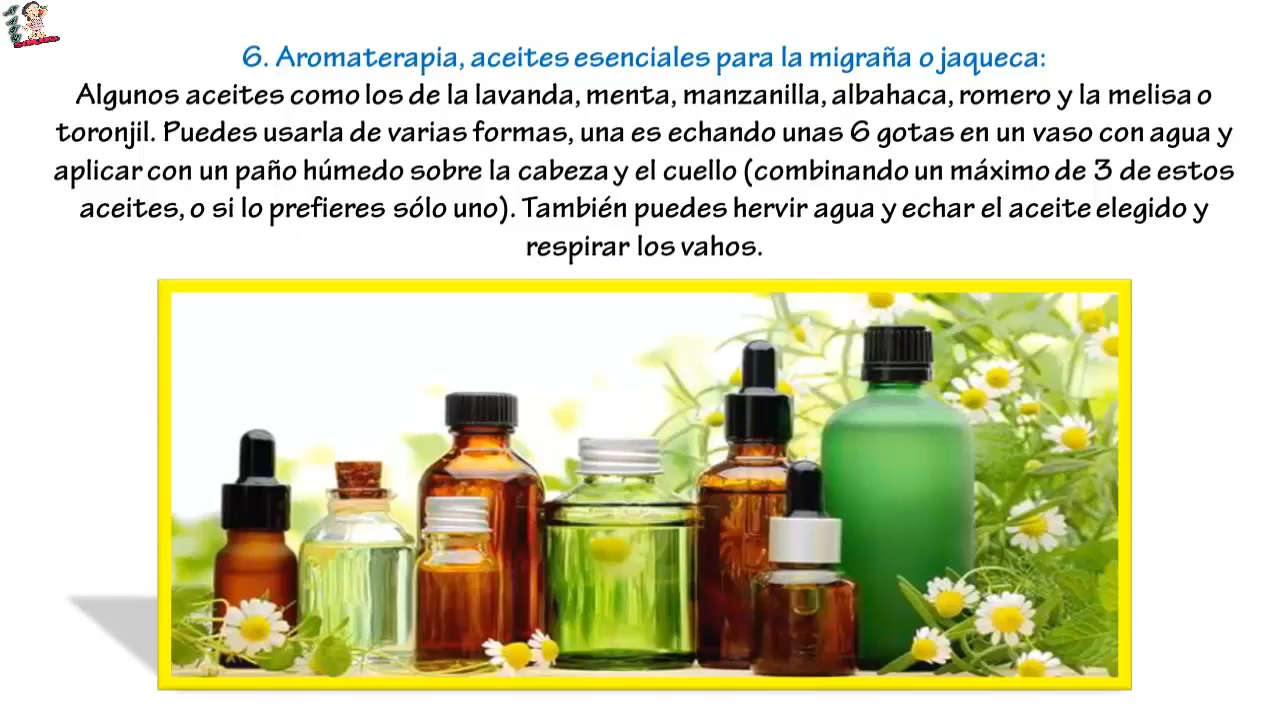 6. Aromaterapia, aceites esenciales para la migraña o jaqueca:
Algunos aceites como los de la lavanda, menta, manzanilla, albahaca, romero y la melisa o
toronjil. Puedes usarla de varias formas, una es echando unas 6 gotas en un vaso con agua y
aplicar con un paño húmedo sobre la cabeza y el cuello (combinando un máximo de 3 de estos
aceites, o si lo prefieres sólo uno). También puedes hervir agua y echar el aceite elegido y
respirar los vahos.